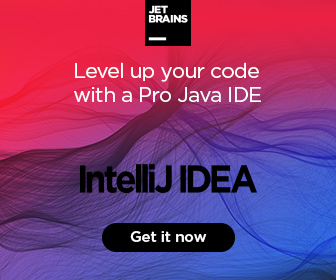 JET
BRAINS
Level up your code
with a Pro Java IDE
IntelliJ IDEA
Get it now